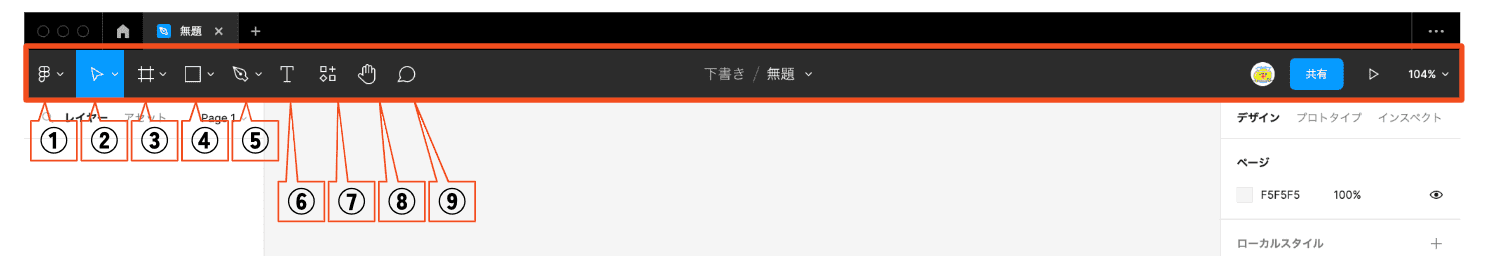 無題
下書き / 無題
共有
104%
レイヤー アセット Page 1
① ② ③ ④ ⑤
⑥ ⑦ ⑧ ⑨
デザイン プロトタイプ インスペクト
ページ
F5F5F5 100%
ローカルスタイル